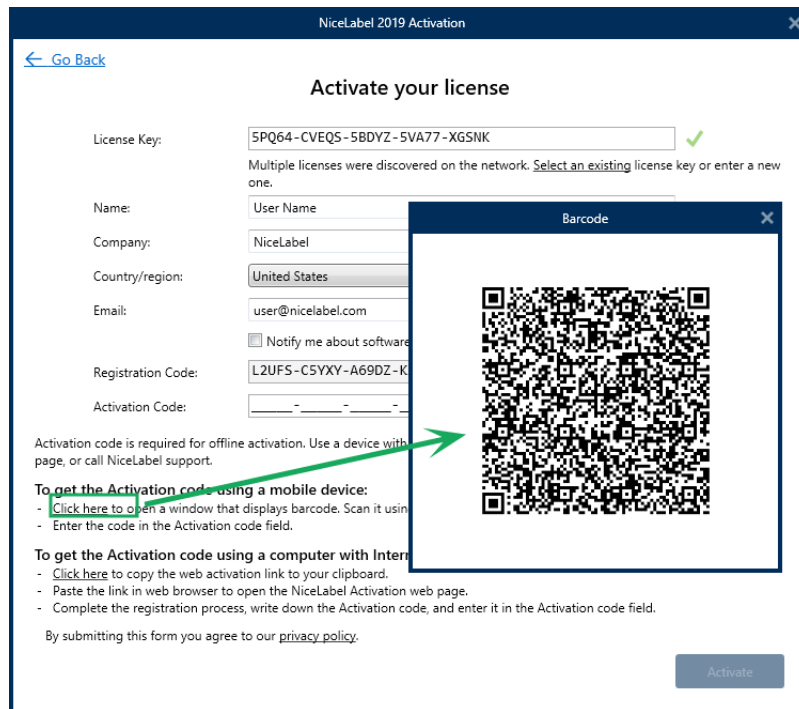 NiceLabel 2019 Activation
← Go Back
Activate your license
License Key:
5PQ64-CVEQS-5BDYZ-5VA77-XGSNK
Multiple licenses were discovered on the network. Select an existing license key or enter a new
one.
Name:
User Name
Barcode
Company:
NiceLabel
Country/region:
United States
Email:
user@nicelabel.com
Notify me about software
Registration Code:
L2UFS-C5YXY-A69DZ-K
Activation Code:
_____-_____-_____-_
Activation code is required for offline activation. Use a device with
page, or call NiceLabel support.
To get the Activation code using a mobile device:
- Click here to open a window that displays barcode. Scan it usin
- Enter the code in the Activation code field.
To get the Activation code using a computer with Inter
- Click here to copy the web activation link to your clipboard.
- Paste the link in web browser to open the NiceLabel Activation web page.
- Complete the registration process, write down the Activation code, and enter it in the Activation code field.
By submitting this form you agree to our privacy policy.
Activate